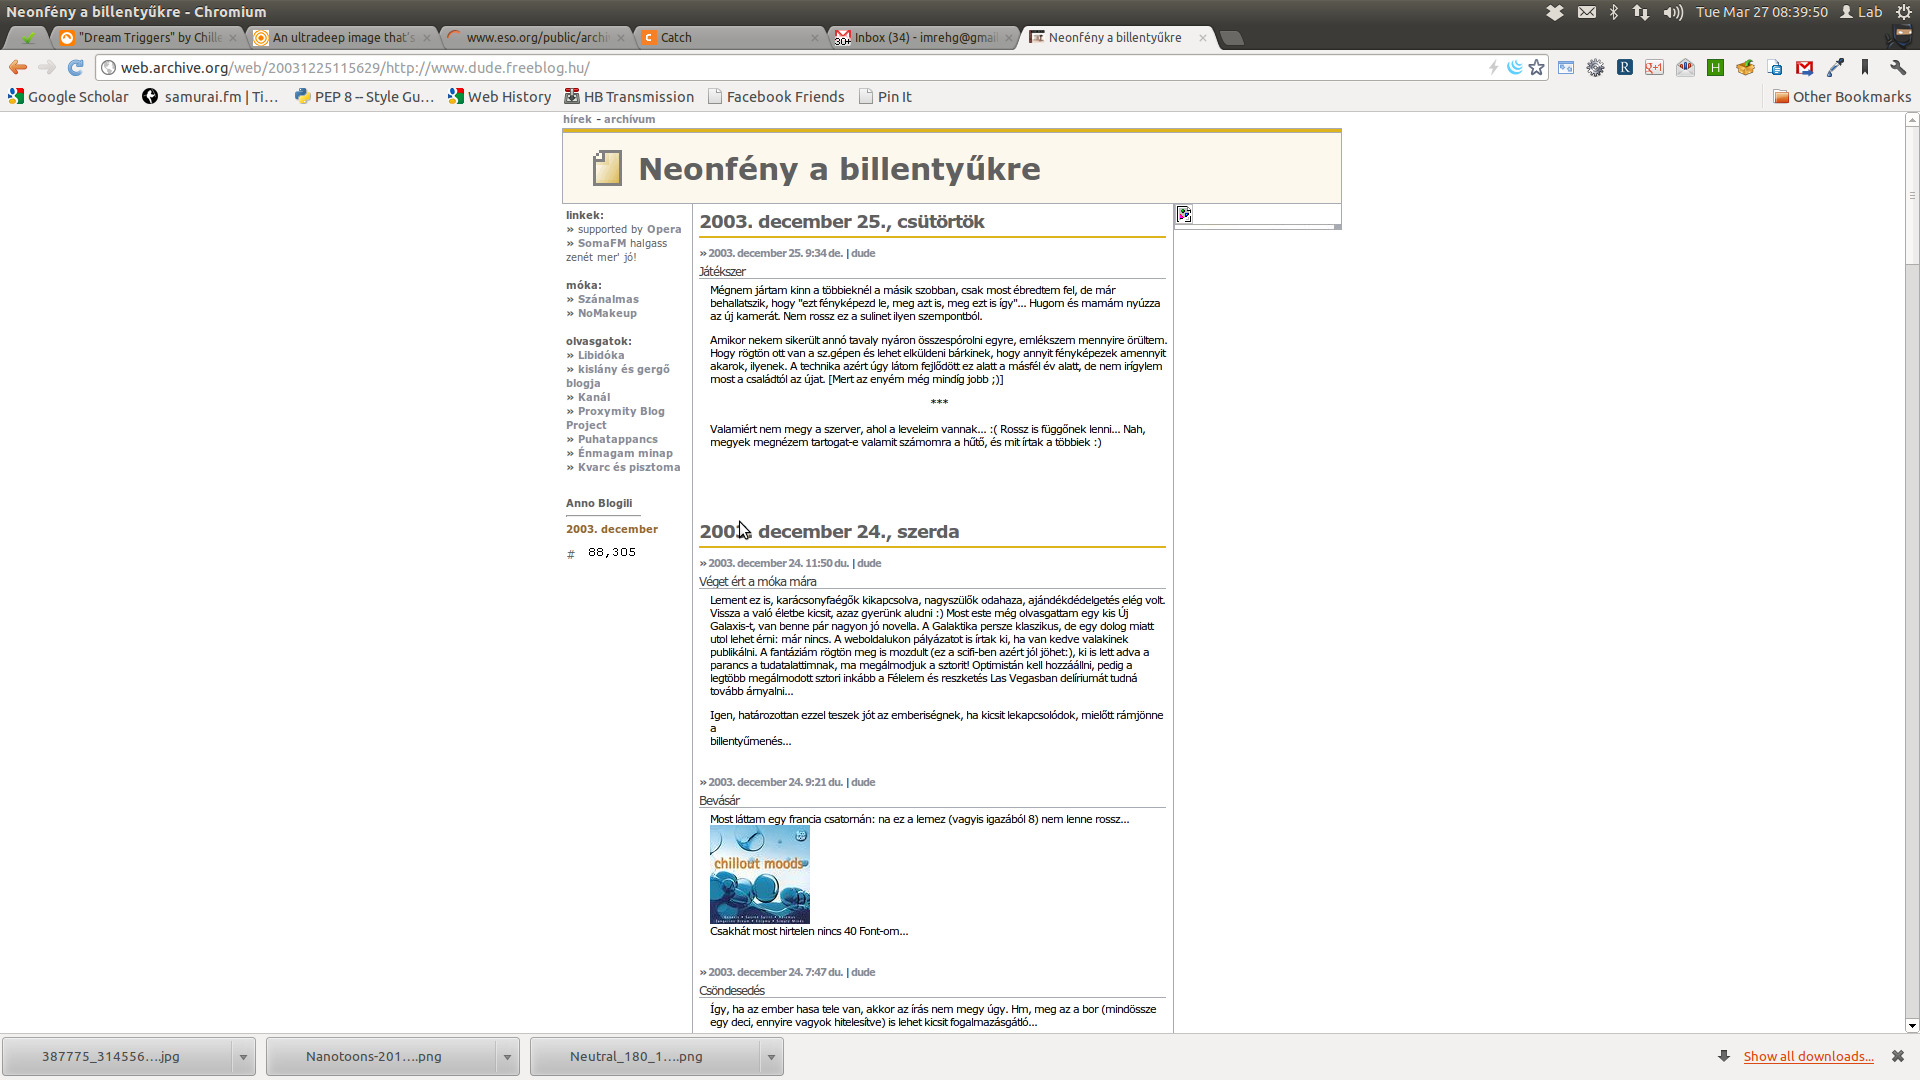 Neonfény a billentyűkre - Chromium
Tue Mar 27 08:39:50
Lab
"Dream Triggers" by Chill
An ultradeep image that's
www.eso.org/public/archi
Catch
Inbox (34) - imrehg@gmai
Neonfény a billentyűkre
web.archive.org/web/20031225115629/http://www.dude.freeblog.hu/
Google Scholar
samurai.fm | Ti...
PEP 8 – Style Gu...
Web History
HB Transmission
Facebook Friends
Pin It
Other Bookmarks
hírek - archívum
Neonfény a billentyűkre
linkek:
» supported by Opera
» SomaFM halgass
zenét mer' jó!
móka:
» Szánalmas
» NoMakeup
olvasgatok:
» Libidóka
» kislány és gergő
blogja
» Kanál
» Proxymity Blog
Project
» Puhatappancs
» Énmagam minap
» Kvarc és pisztoma
Anno Blogili
2003. december
# 88,305
2003. december 25., csütörtök
» 2003. december 25. 9:34 de. | dude
Játékszer
Mégnem jártam kinn a többieknél a másik szobban, csak most ébredtem fel, de már
behallatszik, hogy "ezt fényképezd le, meg azt is, meg ezt is így"... Hugom és mamám nyúzza
az új kamerát. Nem rossz ez a sulinet ilyen szempontból.
Amikor nekem sikerült annó tavaly nyáron összespórolni egyre, emlékszem mennyire örültem.
Hogy rögtön ott van a sz.gépen és lehet elküldeni bárkinek, hogy annyit fényképezek amennyit
akarok, ilyenek. A technika azért úgy látom fejlődött ez alatt a másfél év alatt, de nem irígylem
most a családtól az újat. [Mert az enyém még mindíg jobb ;)]
***
Valamiért nem megy a szerver, ahol a leveleim vannak... :( Rossz is függőnek lenni... Nah,
megyek megnézem tartogat-e valamit számomra a hűtő, és mit írtak a többiek :)
2003. december 24., szerda
» 2003. december 24. 11:50 du. | dude
Véget ért a móka mára
Lement ez is, karácsonyfaégők kikapcsolva, nagyszülők odahaza, ajándékdédelgetés elég volt.
Vissza a való életbe kicsit, azaz gyerünk aludni :) Most este még olvasgattam egy kis Új
Galaxis-t, van benne pár nagyon jó novella. A Galaktika persze klaszikus, de egy dolog miatt
utol lehet érni: már nincs. A weboldalukon pályázatot is írtak ki, ha van kedve valakinek
publikálni. A fantáziám rögtön meg is mozdult (ez a scifi-ben azért jól jöhet:), ki is lett adva a
parancs a tudatalattimnak, ma megálmodjuk a sztorit! Optimistán kell hozzáállni, pedig a
legtöbb megálmodott sztori inkább a Félelem és reszketés Las Vegasban delíriumát tudná
tovább árnyalni...
Igen, határozottan ezzel teszek jót az emberiségnek, ha kicsit lekapcsolódok, mielőtt rámjönne
a
billentyűmenés...
» 2003. december 24. 9:21 du. | dude
Bevásár
Most láttam egy francia csatornán: na ez a lemez (vagyis igazából 8) nem lenne rossz...
chillout moods
Csakhát most hirtelen nincs 40 Font-om...
» 2003. december 24. 7:47 du. | dude
Csöndesedés
Így, ha az ember hasa tele van, akkor az írás nem megy úgy. Hm, meg az a bor (mindössze
egy deci, ennyire vagyok hitelesítve) is lehet kicsit fogalmazásgátló...
387775_314556....jpg
Nanotoons-201....png
Neutral_180_1....png
Show all downloads...